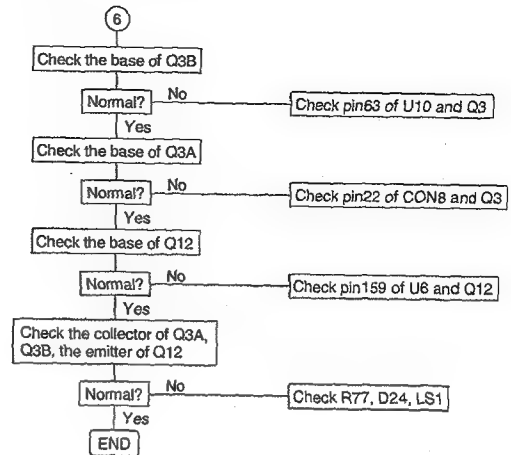 6
Check the base of Q3B
Normal?
No
Check pin63 of U10 and Q3
Yes
Check the base of Q3A
Normal?
No
Check pin22 of CON8 and Q3
Yes
Check the base of Q12
Normal?
No
Check pin159 of U6 and Q12
Yes
Check the collector of Q3A,
Q3B, the emitter of Q12
Normal?
No
Check R77, D24, LS1
Yes
END